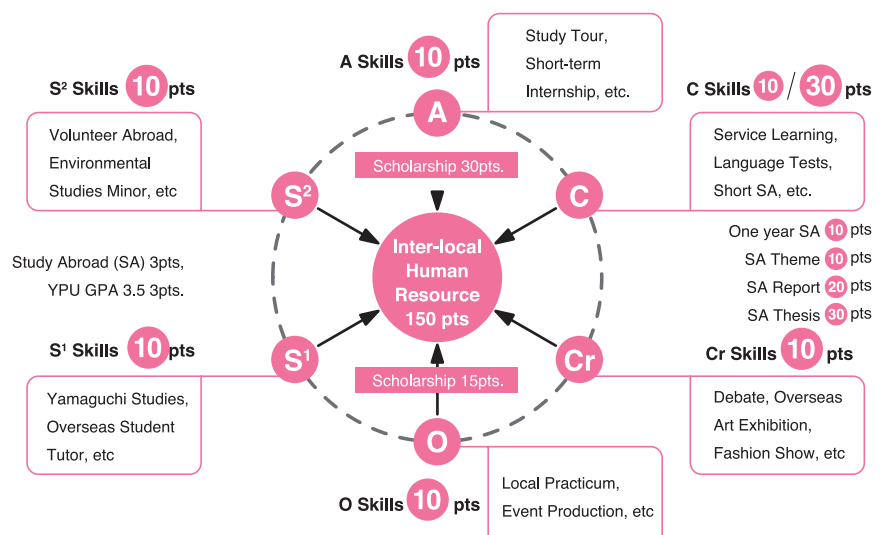 A Skills 10 pts
Study Tour,
Short-term
Internship, etc.
S² Skills 10 pts
Volunteer Abroad,
Environmental
Studies Minor, etc
C Skills 10 / 30 pts
Service Learning,
Language Tests,
Short SA, etc.
A
Scholarship 30pts.
S²
C
Inter-local
Human
Resource
150 pts
Study Abroad (SA) 3pts,
YPU GPA 3.5 3pts.
One year SA 10 pts
SA Theme 10 pts
SA Report 20 pts
SA Thesis 30 pts
S¹ Skills 10 pts
Yamaguchi Studies,
Overseas Student
Tutor, etc
S¹
Cr
Scholarship 15pts.
O
Cr Skills 10 pts
Debate, Overseas
Art Exhibition,
Fashion Show, etc
O Skills 10 pts
Local Practicum,
Event Production, etc